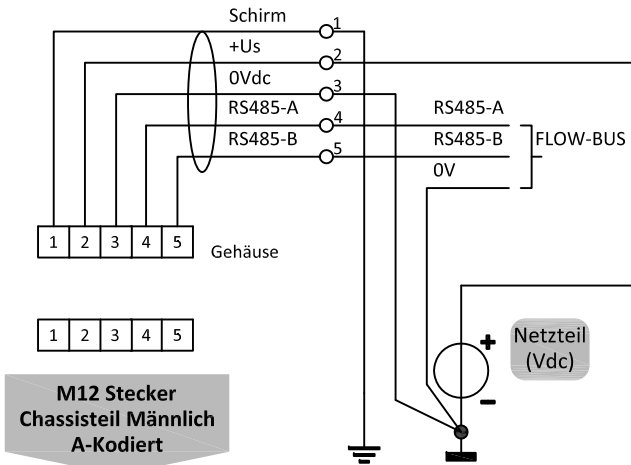 Schirm 1
+Us 2
0Vdc 3
RS485-A 4 RS485-A
RS485-B 5 RS485-B FLOW-BUS
0V
1 2 3 4 5 Gehäuse
1 2 3 4 5
+ Netzteil
(Vdc)
M12 Stecker
Chassisteil Männlich
A-Kodiert